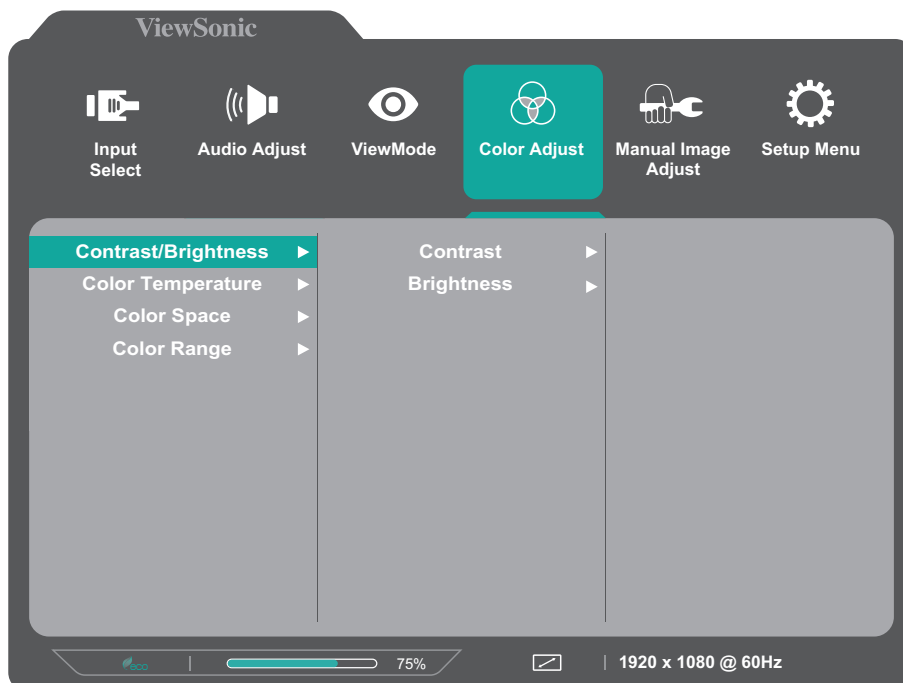 ViewSonic
Input
Select
Audio Adjust
ViewMode
Color Adjust
Manual Image
Adjust
Setup Menu
Contrast/Brightness
Color Temperature
Color Space
Color Range
Contrast
Brightness
eco
75%
1920 x 1080 @ 60Hz